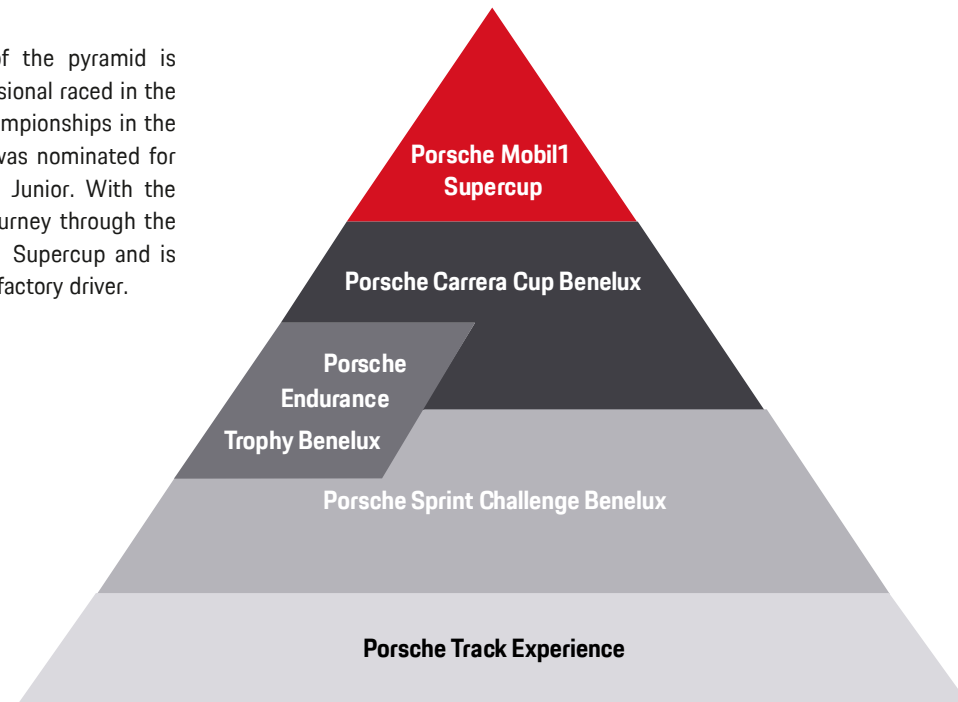 of the pyramid is
sional raced in the
mpionships in the
was nominated for
Junior. With the
urney through the
Supercup and is
factory driver.
Porsche Mobil1
Supercup
Porsche Carrera Cup Benelux
Porsche
Endurance
Trophy Benelux
Porsche Sprint Challenge Benelux
Porsche Track Experience